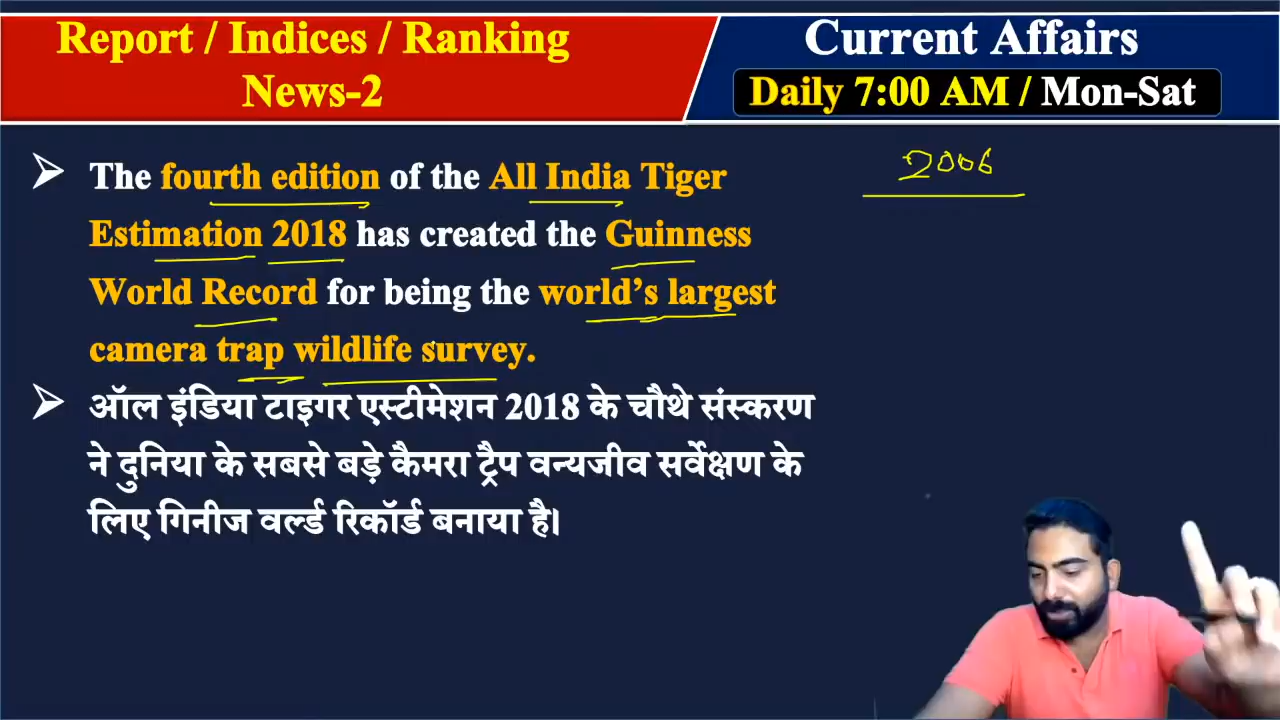 Report / Indices / Ranking
News-2
Current Affairs
Daily 7:00 AM / Mon-Sat
The fourth edition of the All India Tiger
Estimation 2018 has created the Guinness
World Record for being the world’s largest
camera trap wildlife survey.
ऑल इंडिया टाइगर एस्टीमेशन 2018 के चौथे संस्करण
ने दुनिया के सबसे बड़े कैमरा ट्रैप वन्यजीव सर्वेक्षण के
लिए गिनीज वर्ल्ड रिकॉर्ड बनाया है।
2006